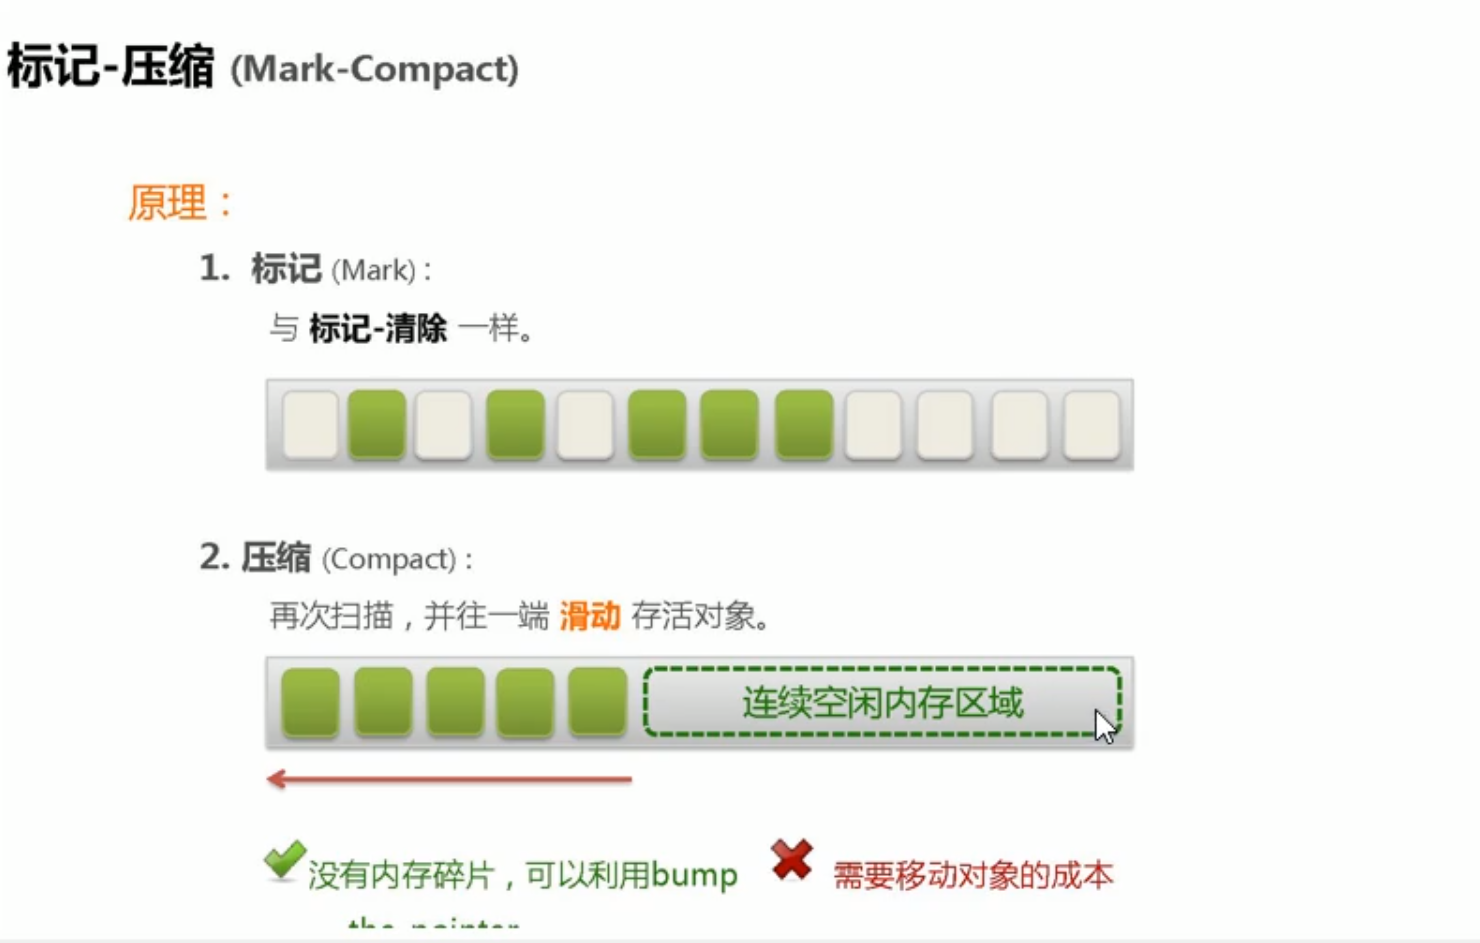 标记-压缩 (Mark-Compact)
原理：
1. 标记 (Mark)：
与 标记-清除 一样。
2. 压缩 (Compact)：
再次扫描，并往一端 滑动 存活对象。
连续空闲内存区域
没有内存碎片，可以利用bump
the pointer
需要移动对象的成本